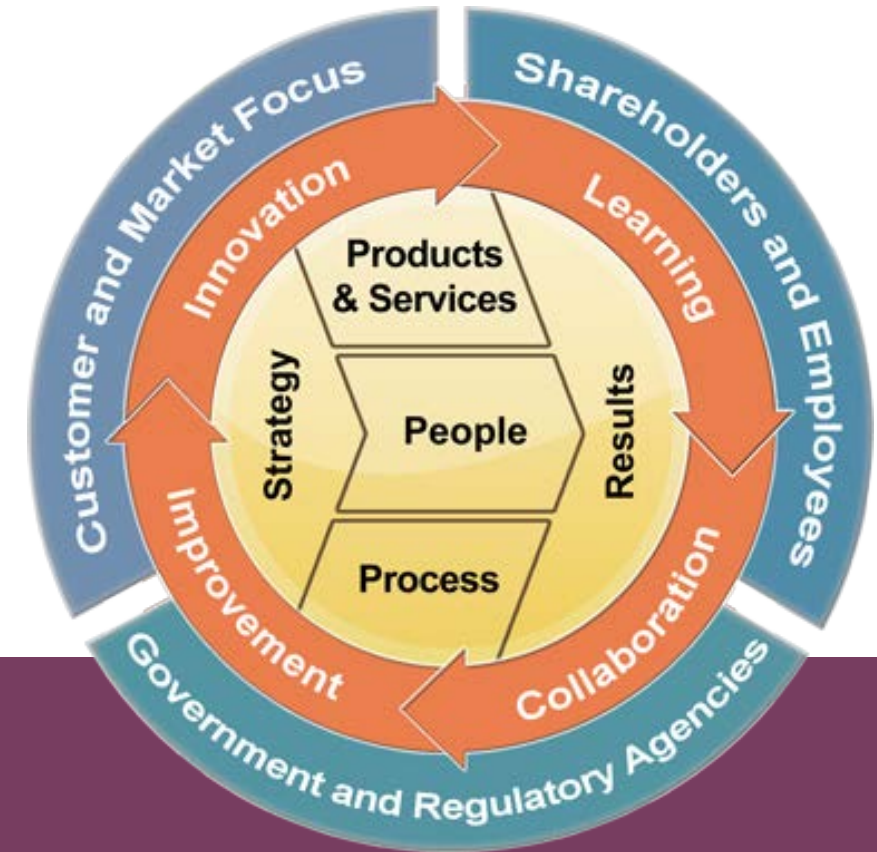 Customer and Market Focus
Shareholders and Employees
Government and Regulatory Agencies
Innovation
Learning
Collaboration
Improvement
Strategy
Products
& Services
People
Process
Results